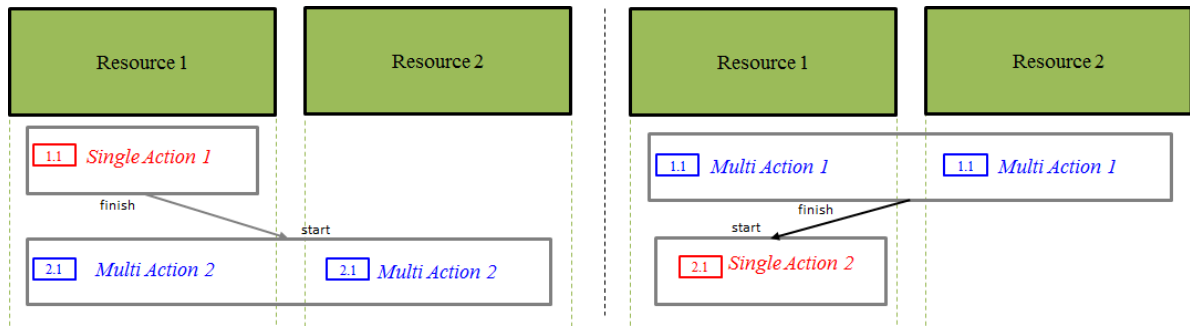 Resource 1
Resource 2
1.1 Single Action 1
finish
start
2.1 Multi Action 2
2.1 Multi Action 2
Resource 1
Resource 2
1.1 Multi Action 1
1.1 Multi Action 1
finish
start
2.1 Single Action 2